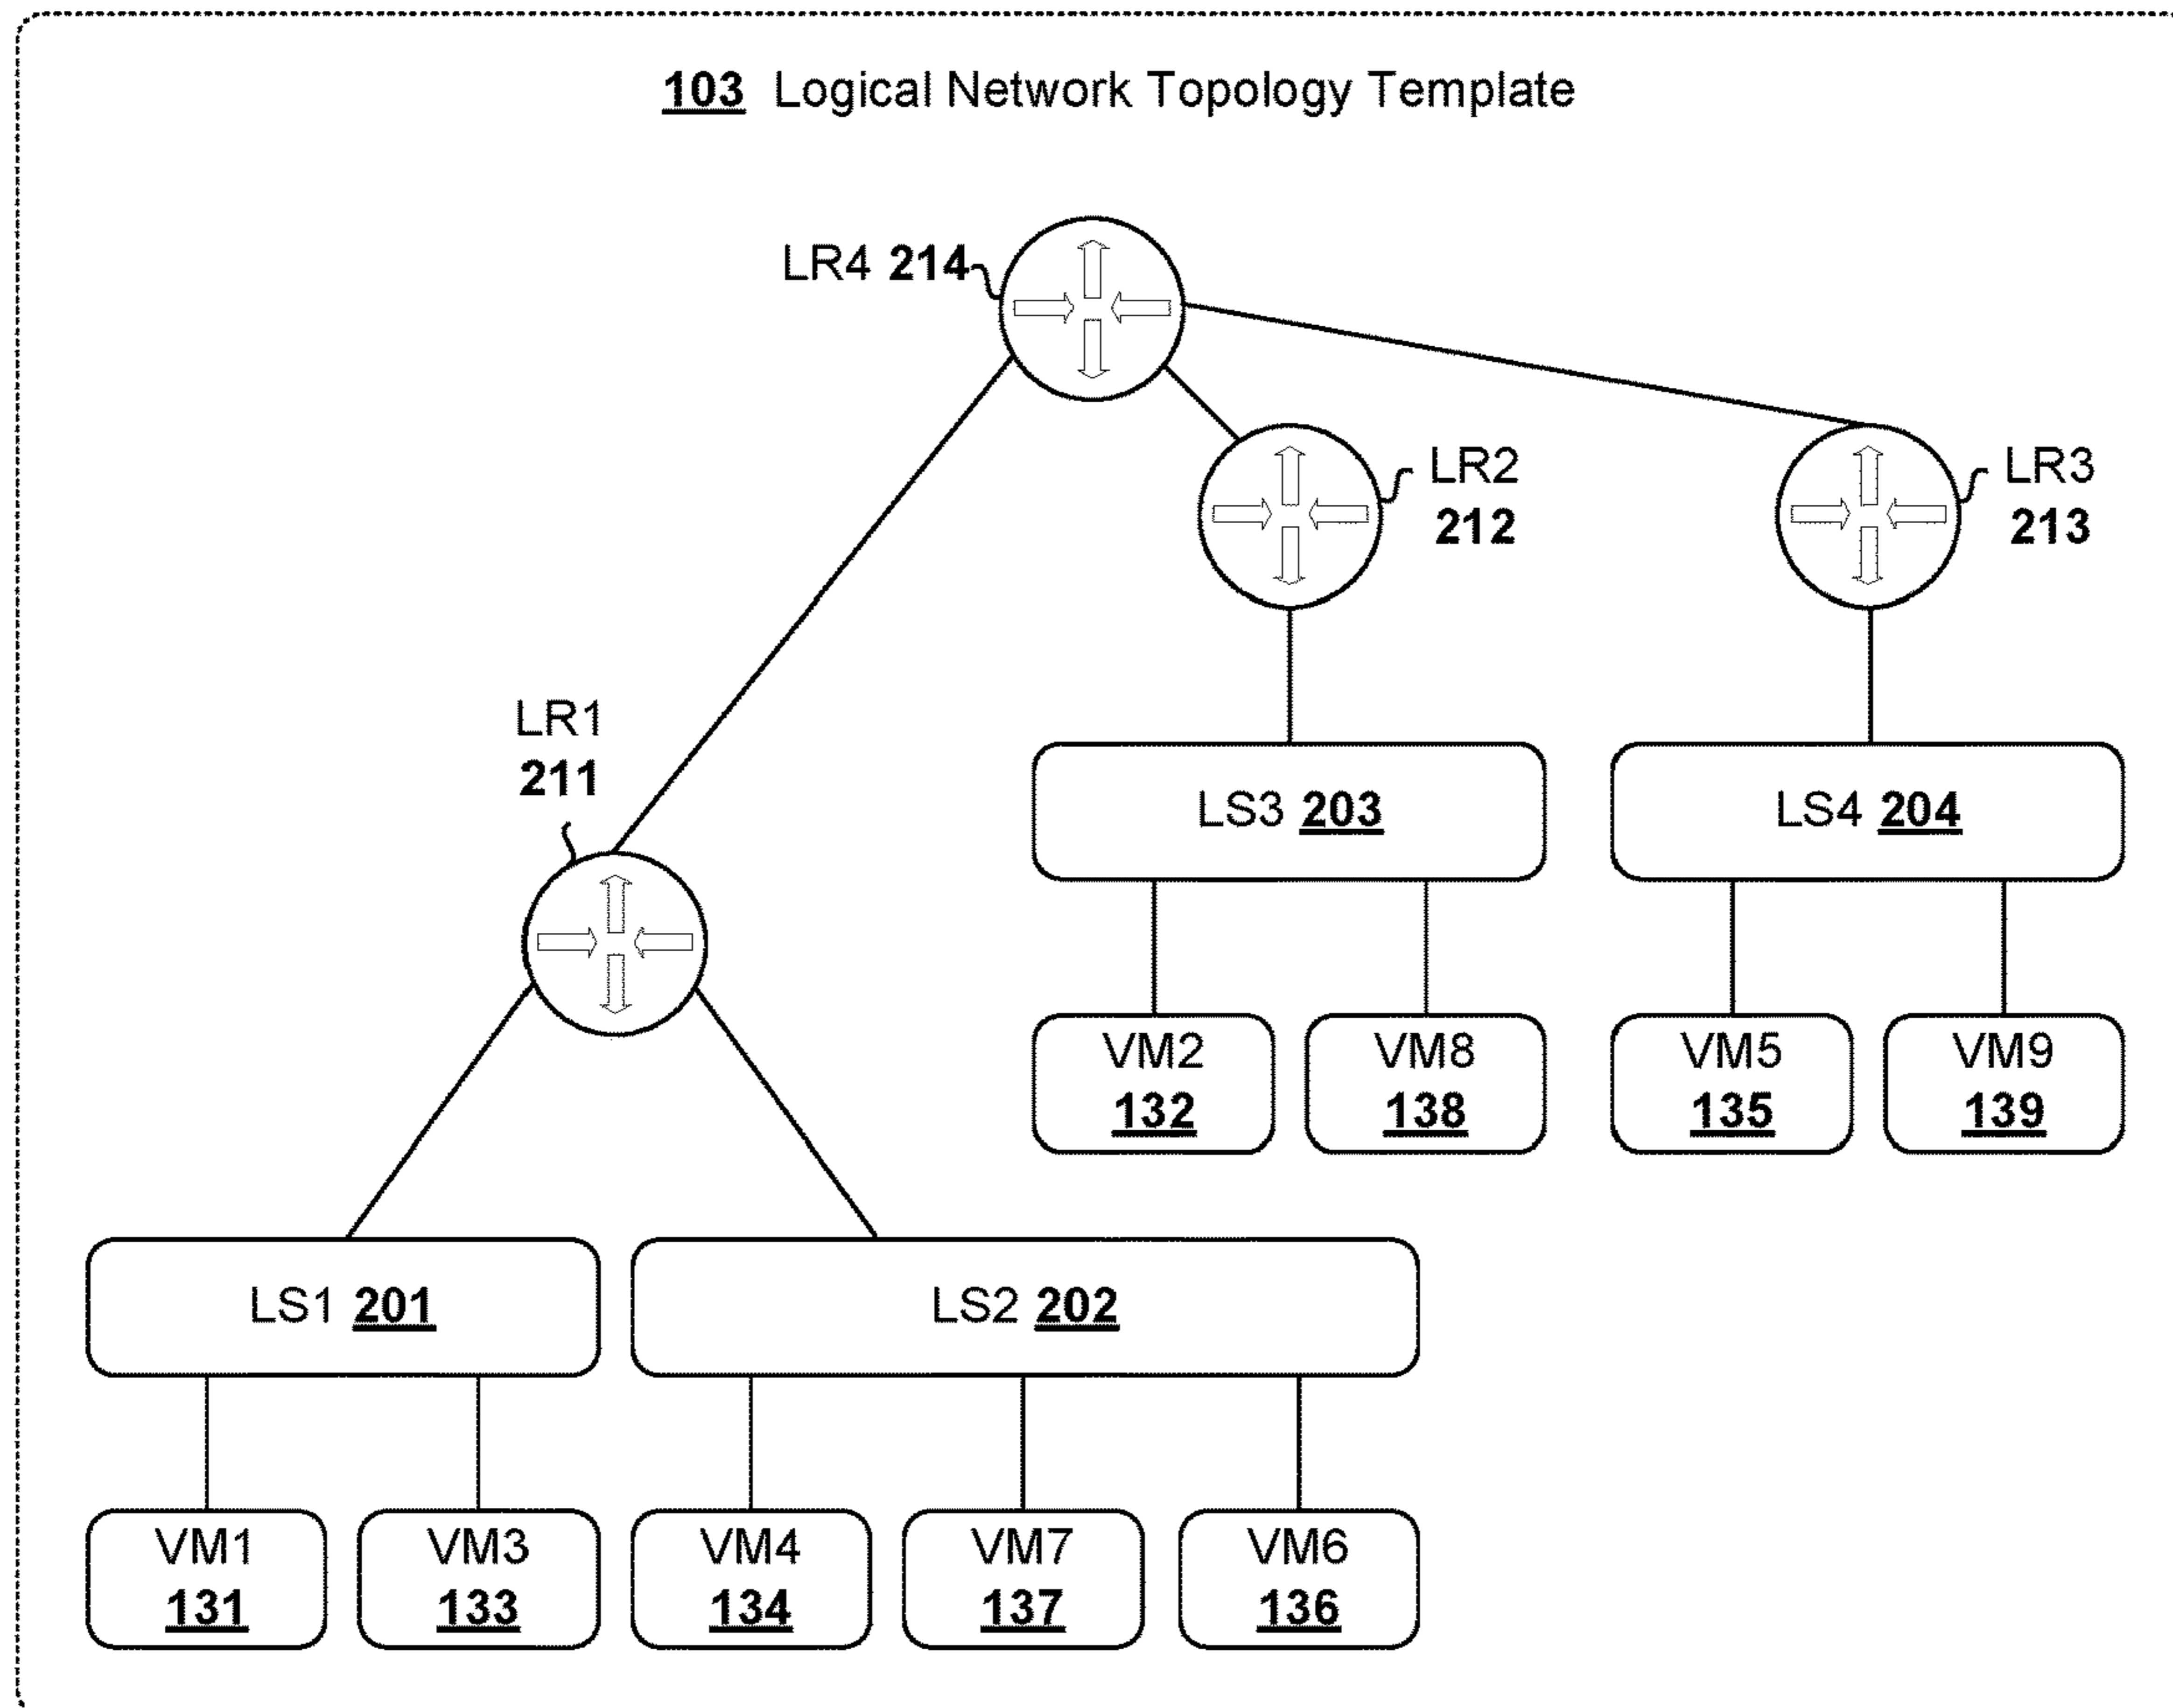 103 Logical Network Topology Template
LR4 214
LR2
212
LR3
213
LR1
211
LS3 203
LS4 204
VM2
132
VM8
138
VM5
135
VM9
139
LS1 201
LS2 202
VM1
131
VM3
133
VM4
134
VM7
137
VM6
136